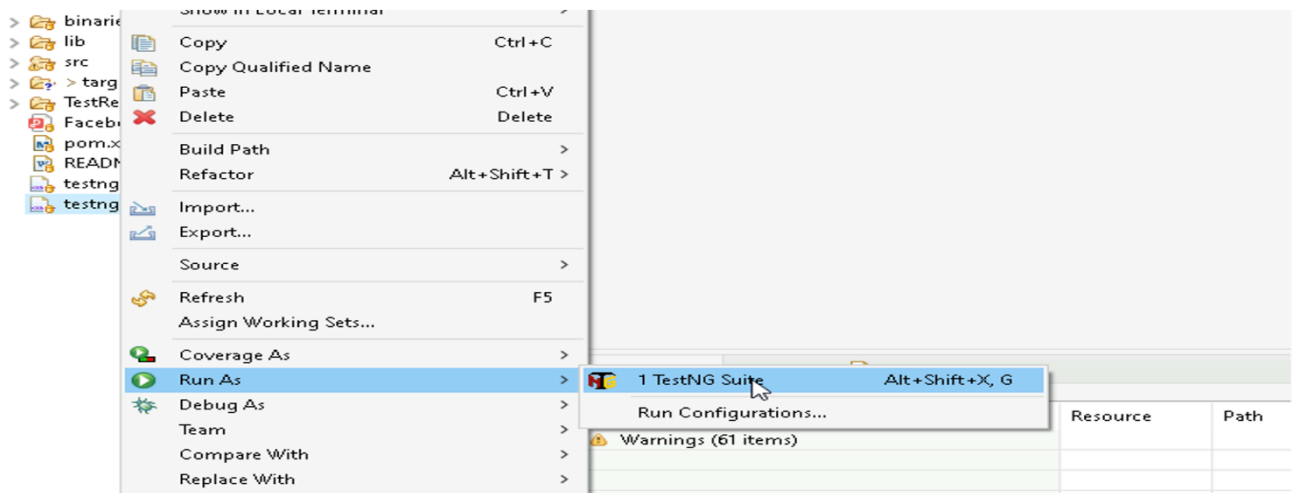 binarie
lib
src
> targ
TestRe
Faceb
pom.x
README
testng
testng
Show In Local Terminal
Copy Ctrl+C
Copy Qualified Name
Paste Ctrl+V
Delete Delete
Build Path
Refactor Alt+Shift+T
Import...
Export...
Source
Refresh F5
Assign Working Sets...
Coverage As
Run As
Debug As
Team
Compare With
Replace With
1 TestNG Suite Alt+Shift+X, G
Run Configurations...
Resource Path
Warnings (61 items)